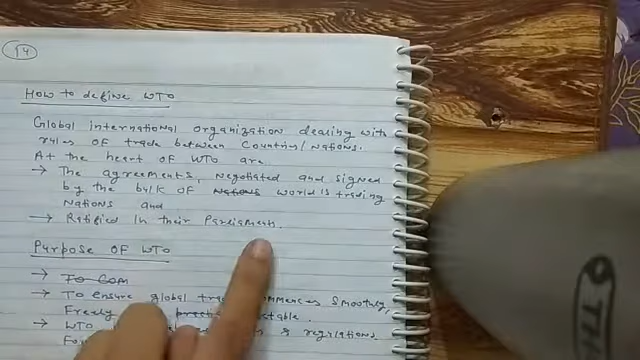 14
How to define WTO
Global international organization dealing with
rules of trade between Countries/Nations.
At the heart of WTO are
→ The agreements, negotiated and signed
by the bulk of Nations world's trading
Nations and
→ Ratified in their Parliaments.
Purpose of WTO
→ To Com
→ To ensure global commences smoothly,
Freely
→ WTO & regulations
TH